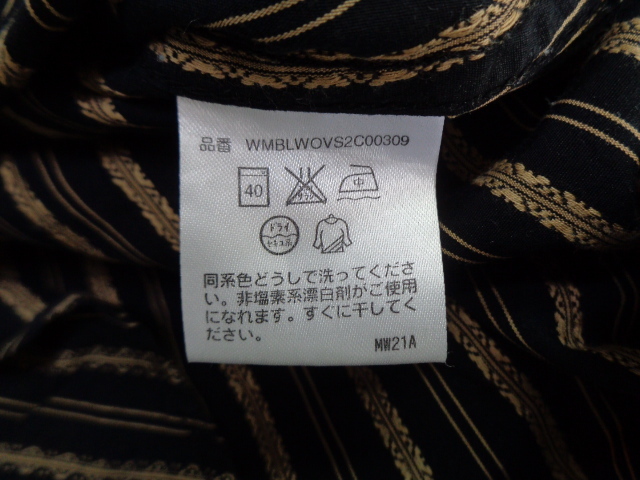 品番 WMBLWOVS2C00309
40
中
ドライ
セキユ系
同系色どうしで洗ってくださ
い。非塩素系漂白剤がご使用
になれます。すぐに干してく
ださい。
MW21A